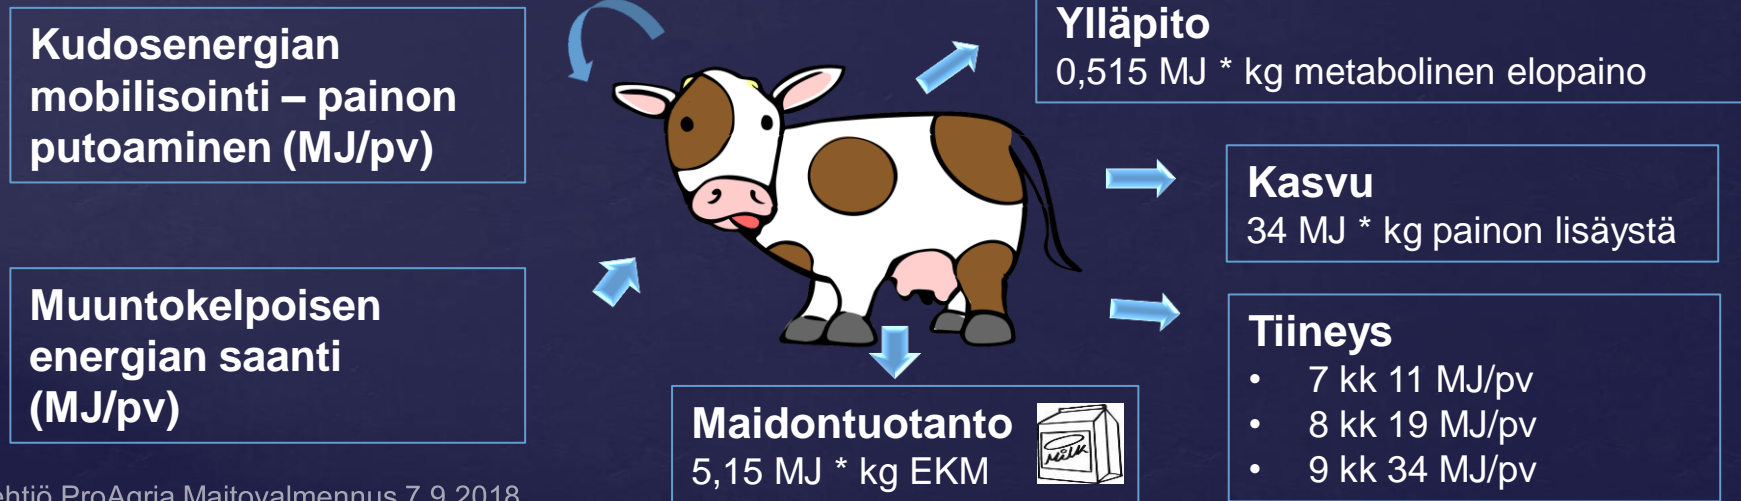 Kudosenergian
mobilisointi – painon
putoaminen (MJ/pv)
Muuntokelpoisen
energian saanti
(MJ/pv)
Ylläpito
0,515 MJ * kg metabolinen elopaino
Kasvu
34 MJ * kg painon lisäystä
Tiineys
• 7 kk 11 MJ/pv
• 8 kk 19 MJ/pv
• 9 kk 34 MJ/pv
Maidontuotanto
5,15 MJ * kg EKM
Milk
ProAgria Maitovalmennus 7.9.2018